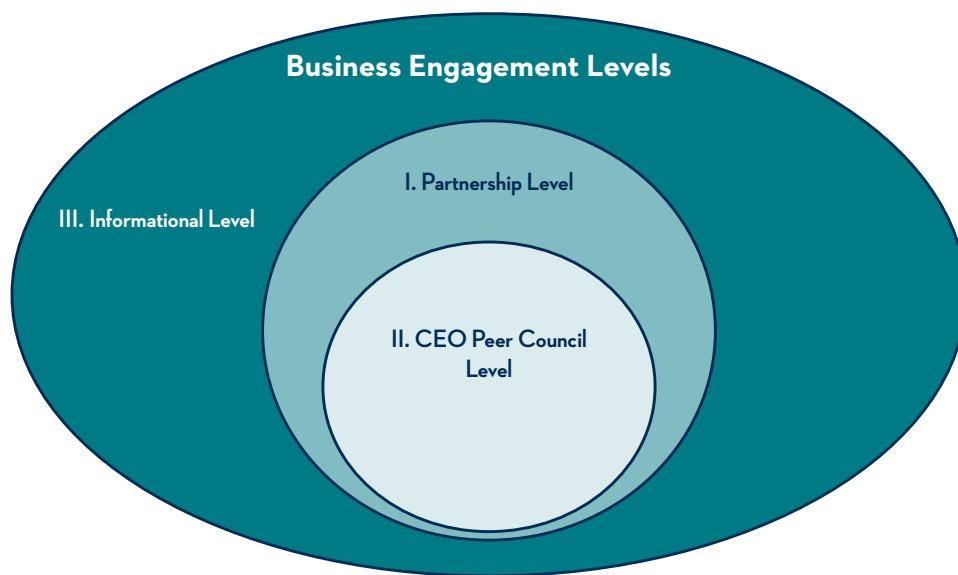 Business Engagement Levels
I. Partnership Level
III. Informational Level
II. CEO Peer Council
Level